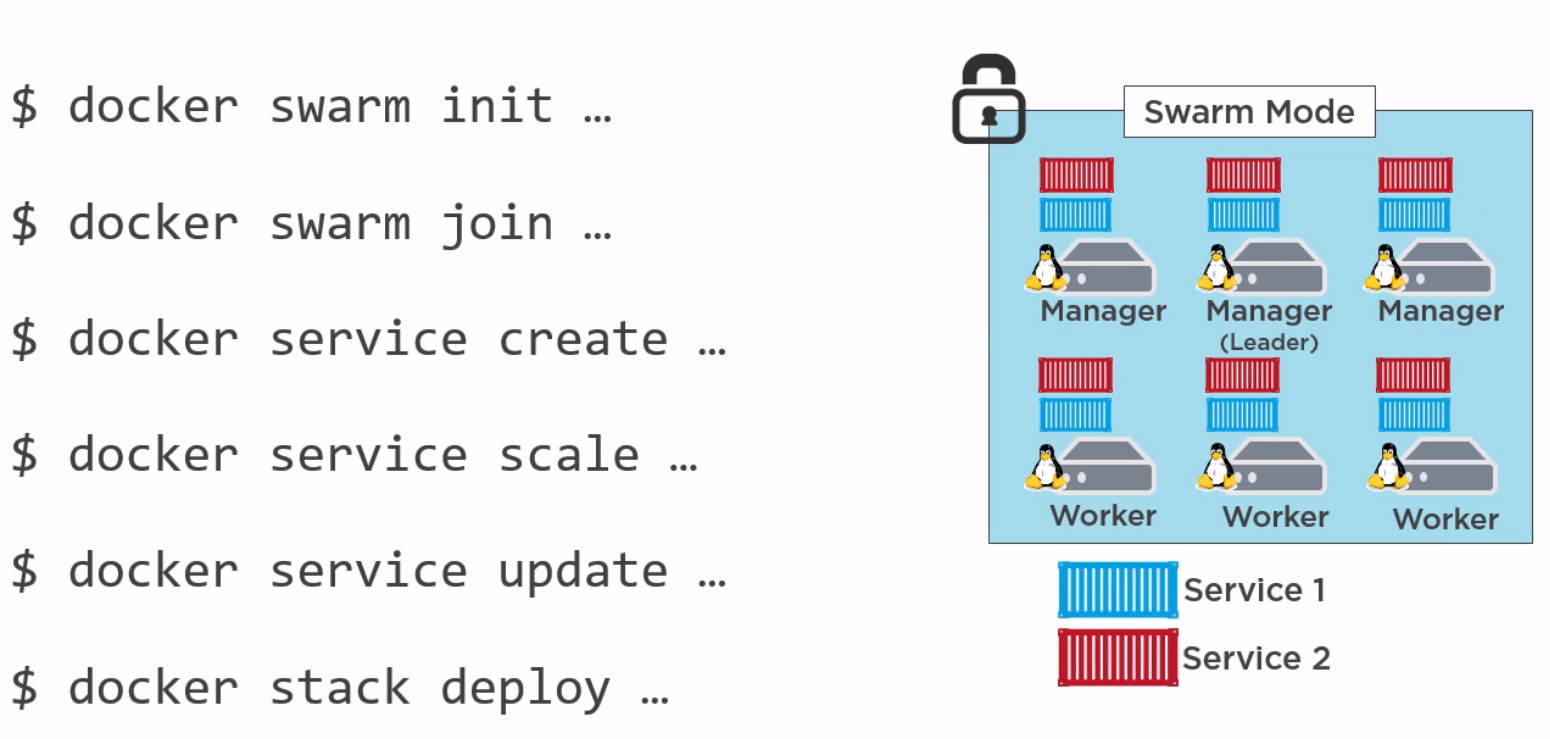 $ docker swarm init …
$ docker swarm join …
$ docker service create …
$ docker service scale …
$ docker service update …
$ docker stack deploy …
Swarm Mode
Manager
Manager
(Leader)
Manager
Worker
Worker
Worker
Service 1
Service 2